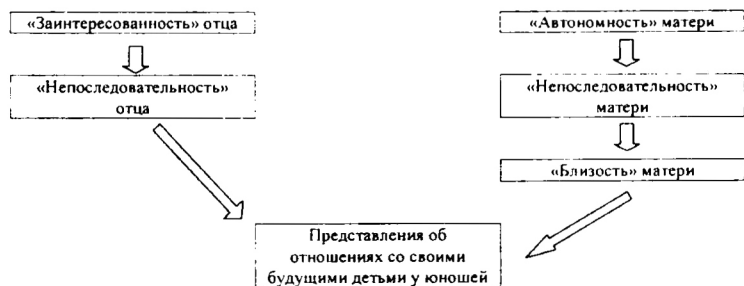 «Заинтересованность» отца
«Непоследовательность»
отца
«Автономность» матери
«Непоследовательность»
матери
«Близость» матери
Представления об
отношениях со своими
будущими детьми у юношей